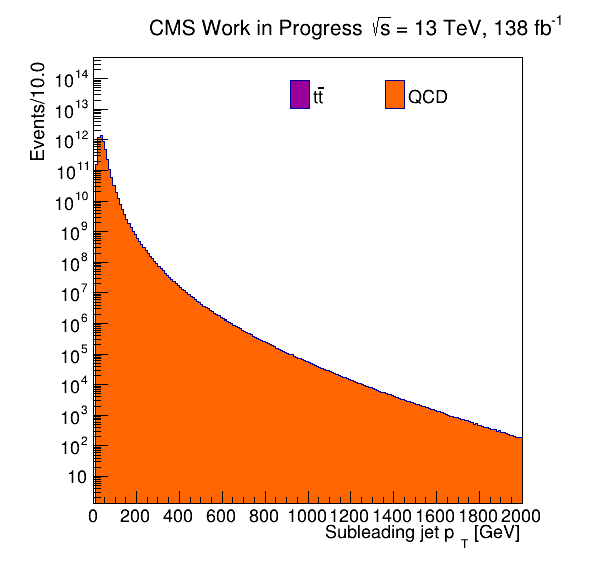 CMS Work in Progress √s = 13 TeV, 138 fb⁻¹
Events/10.0
tt̄
QCD
10¹⁴
10¹³
10¹²
10¹¹
10¹⁰
10⁹
10⁸
10⁷
10⁶
10⁵
10⁴
10³
10²
10
0 200 400 600 800 1000 1200 1400 1600 1800 2000
Subleading jet p_T [GeV]